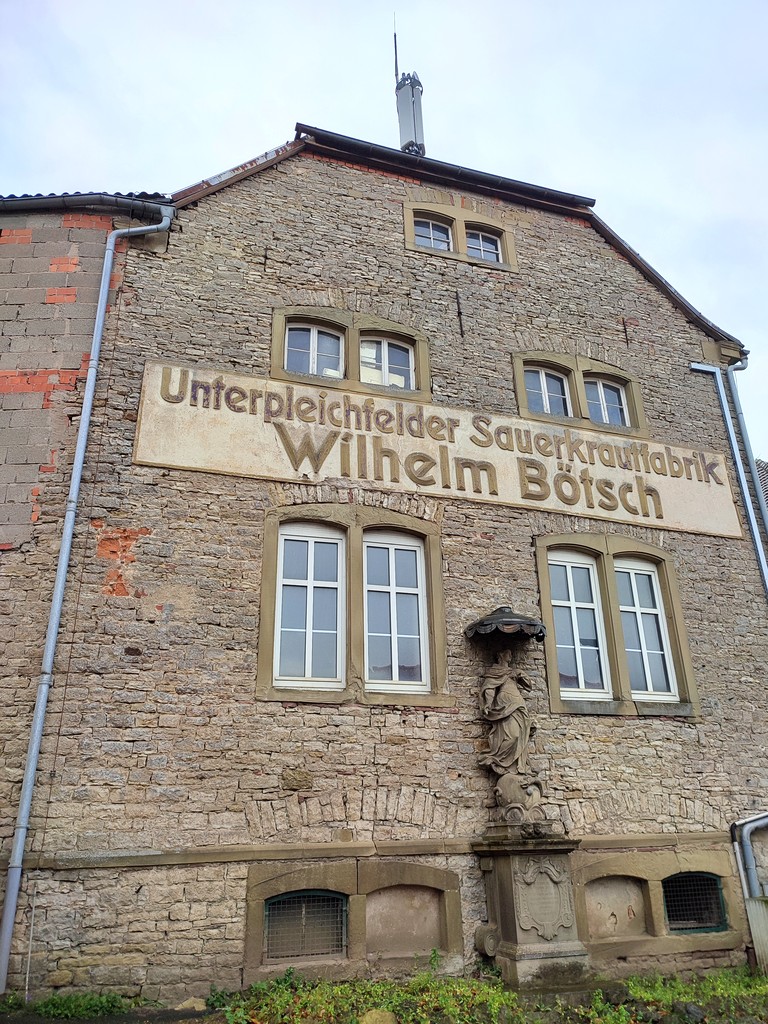 Unterpleichfelder Sauerkrautfabrik
Wilhelm Bötsch